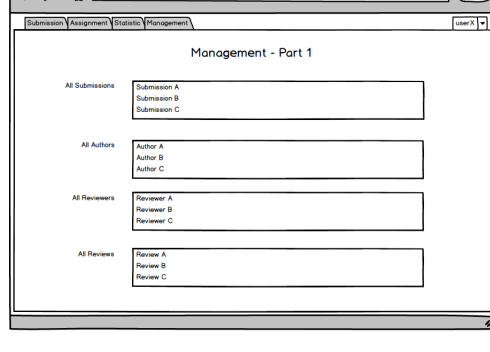 Submission Assignment Statistic Management
userX
Management - Part 1
All Submissions
Submission A
Submission B
Submission C
All Authors
Author A
Author B
Author C
All Reviewers
Reviewer A
Reviewer B
Reviewer C
All Reviews
Review A
Review B
Review C